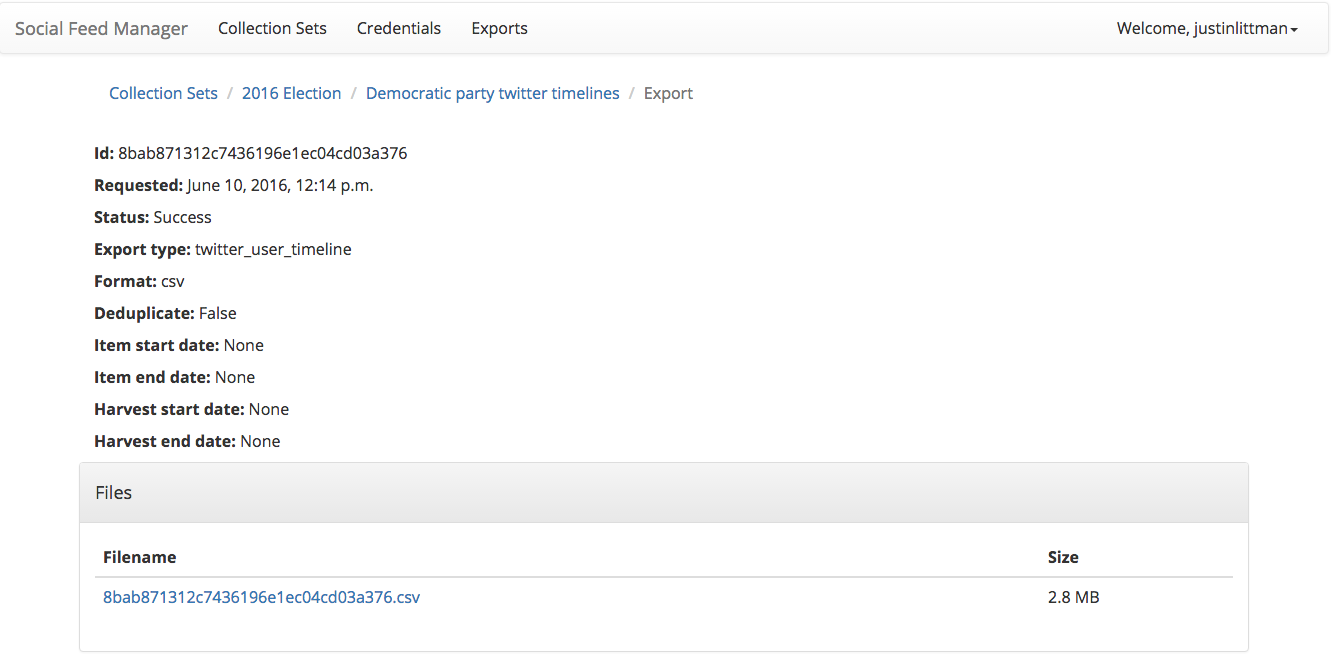 Social Feed Manager Collection Sets Credentials Exports Welcome, justinlittman
Collection Sets / 2016 Election / Democratic party twitter timelines / Export
Id: 8bab871312c7436196e1ec04cd03a376
Requested: June 10, 2016, 12:14 p.m.
Status: Success
Export type: twitter_user_timeline
Format: csv
Deduplicate: False
Item start date: None
Item end date: None
Harvest start date: None
Harvest end date: None
Files
Filename Size
8bab871312c7436196e1ec04cd03a376.csv 2.8 MB